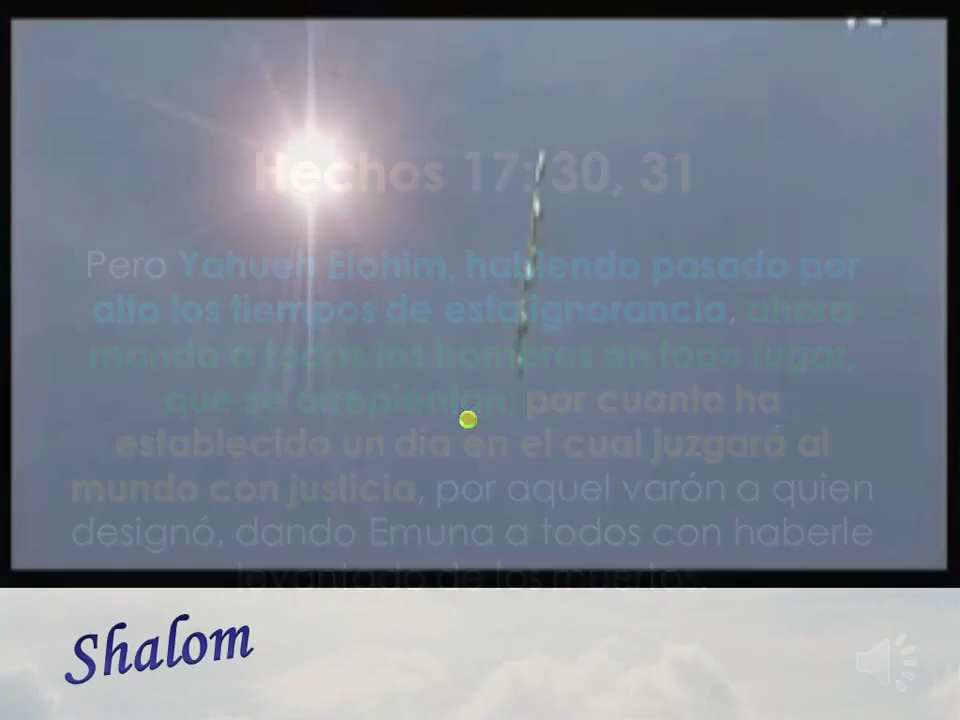 Hechos 17: 30, 31
Pero Yahueh Elohim, habiendo pasado por
alto los tiempos de esta ignorancia, ahora
manda a todos los hombres en todo lugar,
que se arrepientan; por cuanto ha
establecido un día en el cual juzgará al
mundo con justicia, por aquel varón a quien
designó, dando Emuna a todos con haberle
levantado de los muertos.
Shalom